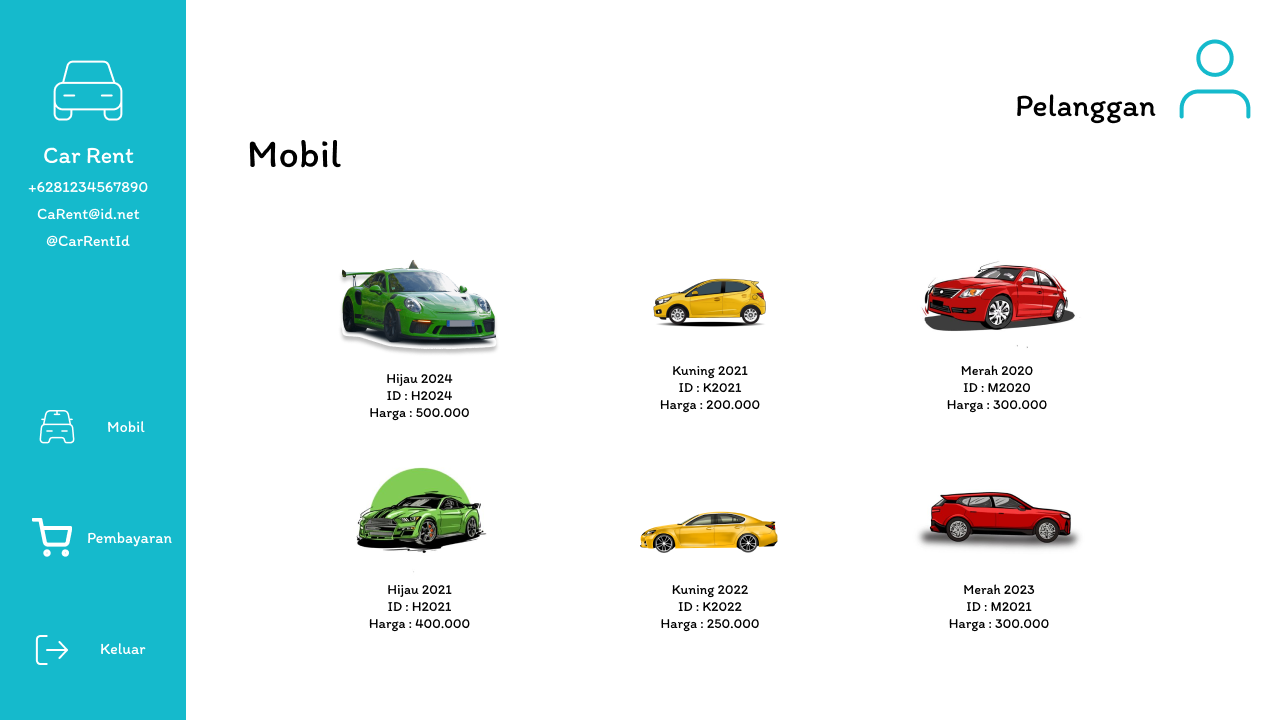 Car Rent
+6281234567890
CaRent@id.net
@CarRentId
Mobil
Pembayaran
Keluar
Pelanggan
Mobil
Hijau 2024
ID : H2024
Harga : 500.000
Kuning 2021
ID : K2021
Harga : 200.000
Merah 2020
ID : M2020
Harga : 300.000
Hijau 2021
ID : H2021
Harga : 400.000
Kuning 2022
ID : K2022
Harga : 250.000
Merah 2023
ID : M2021
Harga : 300.000